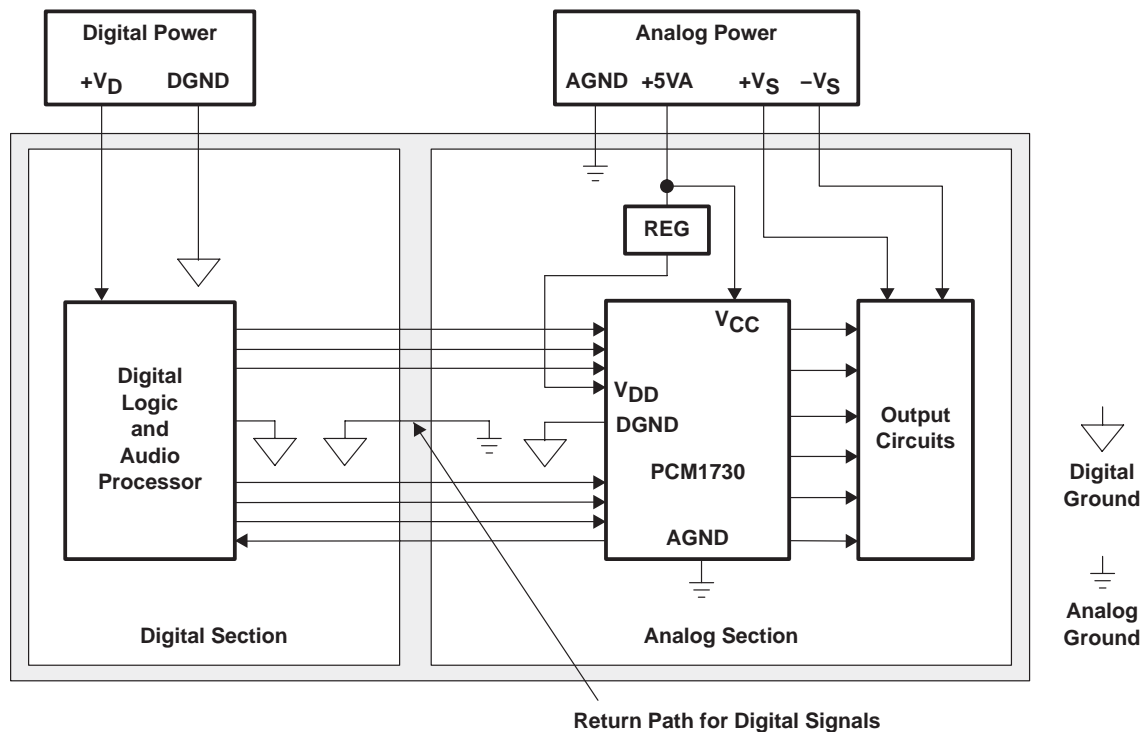 Digital Power
+VD DGND
Analog Power
AGND +5VA +VS –VS
REG
VCC
VDD
DGND
PCM1730
AGND
Digital
Logic
and
Audio
Processor
Output
Circuits
Digital
Ground
Analog
Ground
Digital Section
Analog Section
Return Path for Digital Signals